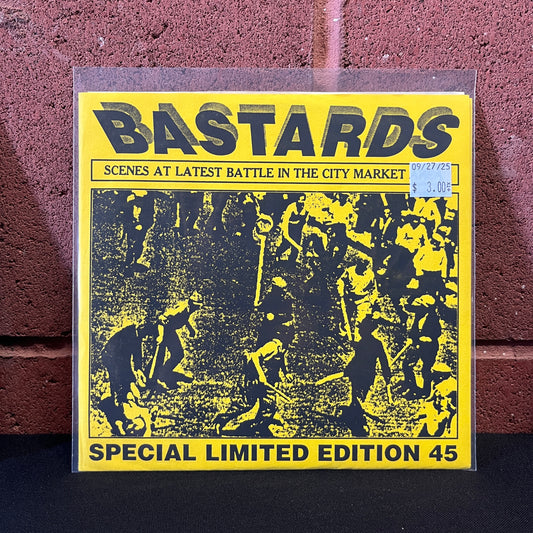 BASTARDS
SCENES AT LATEST BATTLE IN THE CITY MARKET
09/27/25
$ 3.00
SPECIAL LIMITED EDITION 45